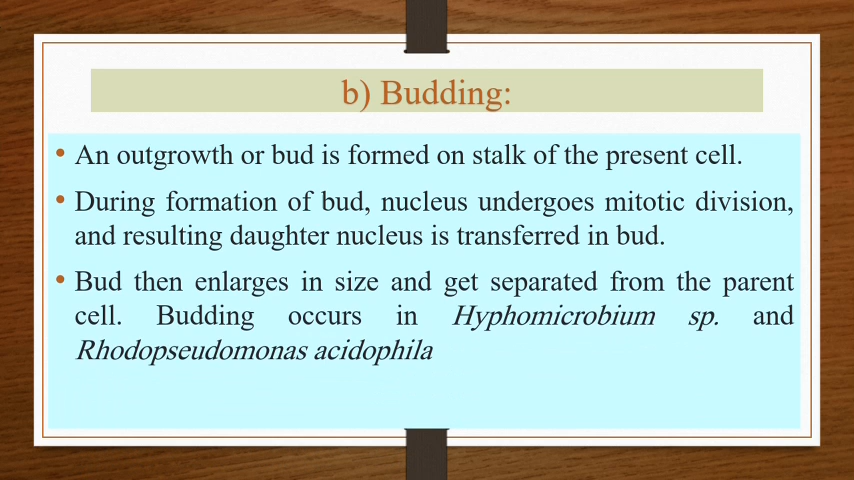 b) Budding:
• An outgrowth or bud is formed on stalk of the present cell.
• During formation of bud, nucleus undergoes mitotic division,
and resulting daughter nucleus is transferred in bud.
• Bud then enlarges in size and get separated from the parent
cell. Budding occurs in Hyphomicrobium sp. and
Rhodopseudomonas acidophila